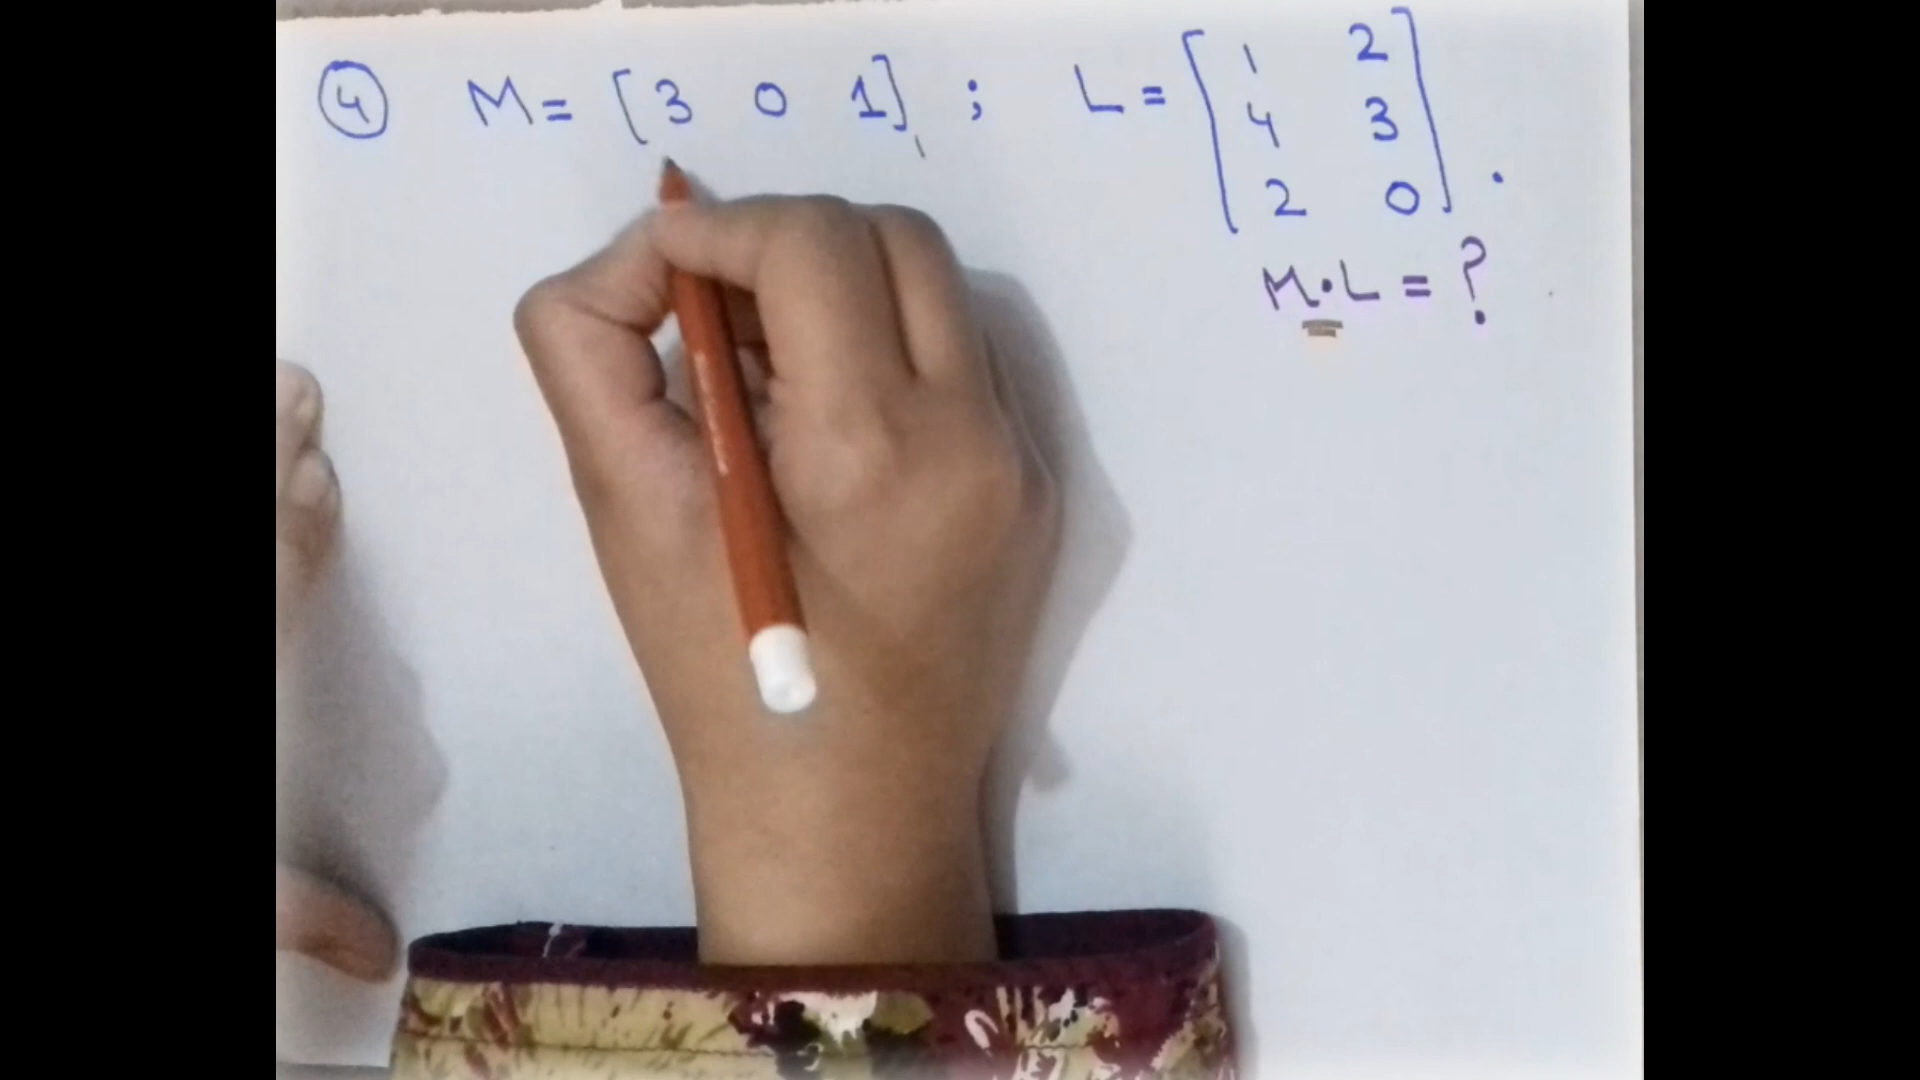 ④ M = [3 0 1] ; L = [1 2
4 3
2 0] .
M·L = ?